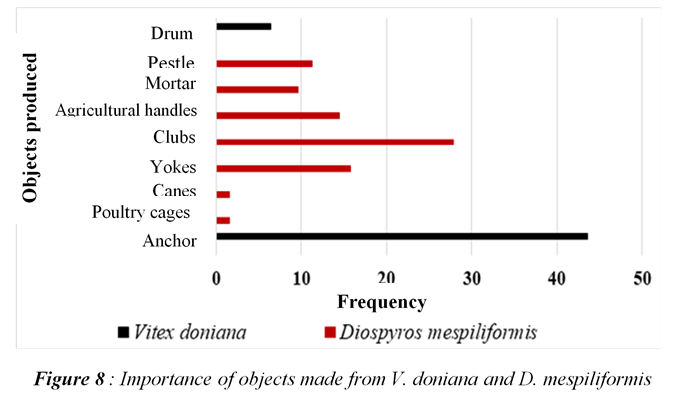 Objects produced
Drum
Pestle
Mortar
Agricultural handles
Clubs
Yokes
Canes
Poultry cages
Anchor
0 10 20 30 40 50
Frequency
Vitex doniana Diospyros mespiliformis
Figure 8 : Importance of objects made from V. doniana and D. mespiliformis